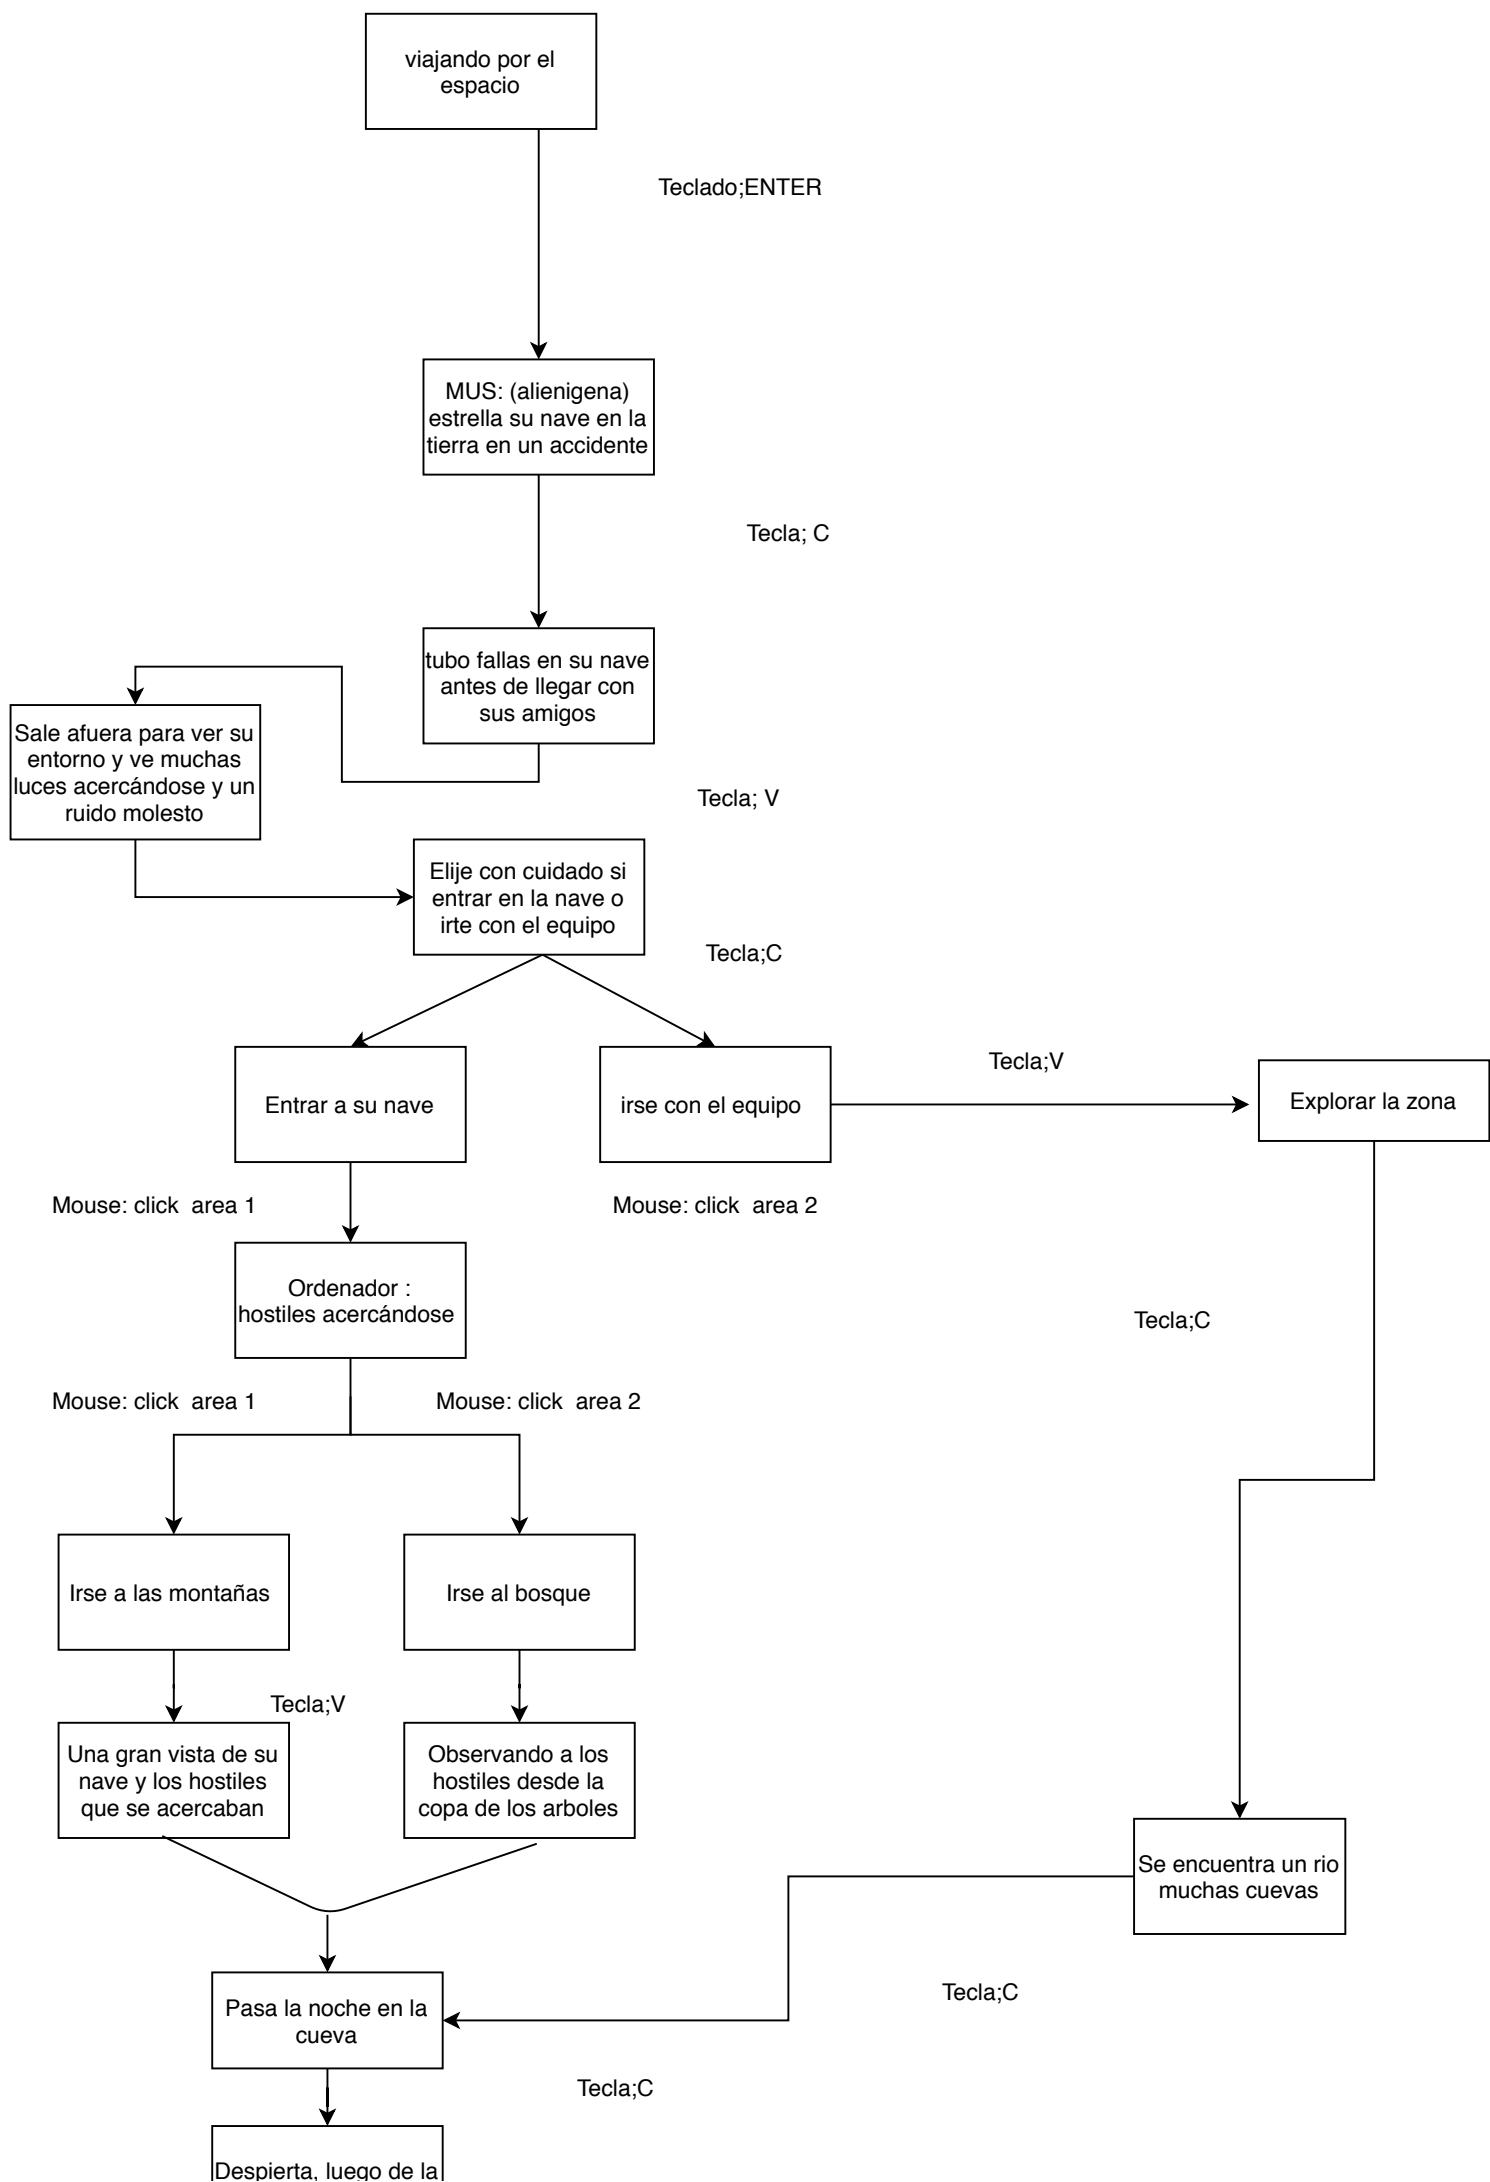 viajando por el
espacio
Teclado;ENTER
MUS: (alienigena)
estrella su nave en la
tierra en un accidente
Tecla; C
tubo fallas en su nave
antes de llegar con
sus amigos
Sale afuera para ver su
entorno y ve muchas
luces acercándose y un
ruido molesto
Tecla; V
Elije con cuidado si
entrar en la nave o
irte con el equipo
Tecla;C
Entrar a su nave
irse con el equipo
Tecla;V
Explorar la zona
Mouse: click  area 1
Mouse: click  area 2
Ordenador :
hostiles acercándose
Tecla;C
Mouse: click  area 1
Mouse: click  area 2
Irse a las montañas
Irse al bosque
Tecla;V
Una gran vista de su
nave y los hostiles
que se acercaban
Observando a los
hostiles desde la
copa de los arboles
Se encuentra un rio
muchas cuevas
Tecla;C
Pasa la noche en la
cueva
Tecla;C
Despierta, luego de la